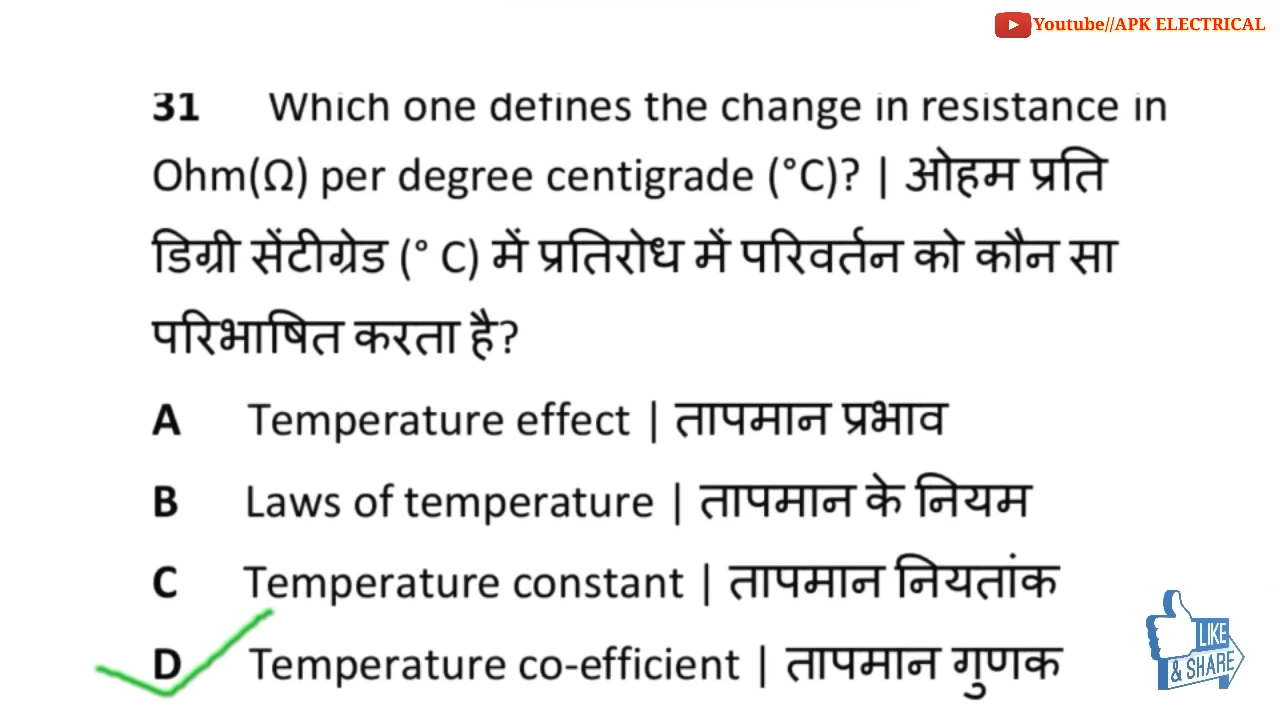 Youtube//APK ELECTRICAL
31 Which one defines the change in resistance in
Ohm(Ω) per degree centigrade (°C)? | ओहम प्रति
डिग्री सेंटीग्रेड (° C) में प्रतिरोध में परिवर्तन को कौन सा
परिभाषित करता है?
A Temperature effect | तापमान प्रभाव
B Laws of temperature | तापमान के नियम
C Temperature constant | तापमान नियतांक
D Temperature co-efficient | तापमान गुणक
LIKE
& SHARE